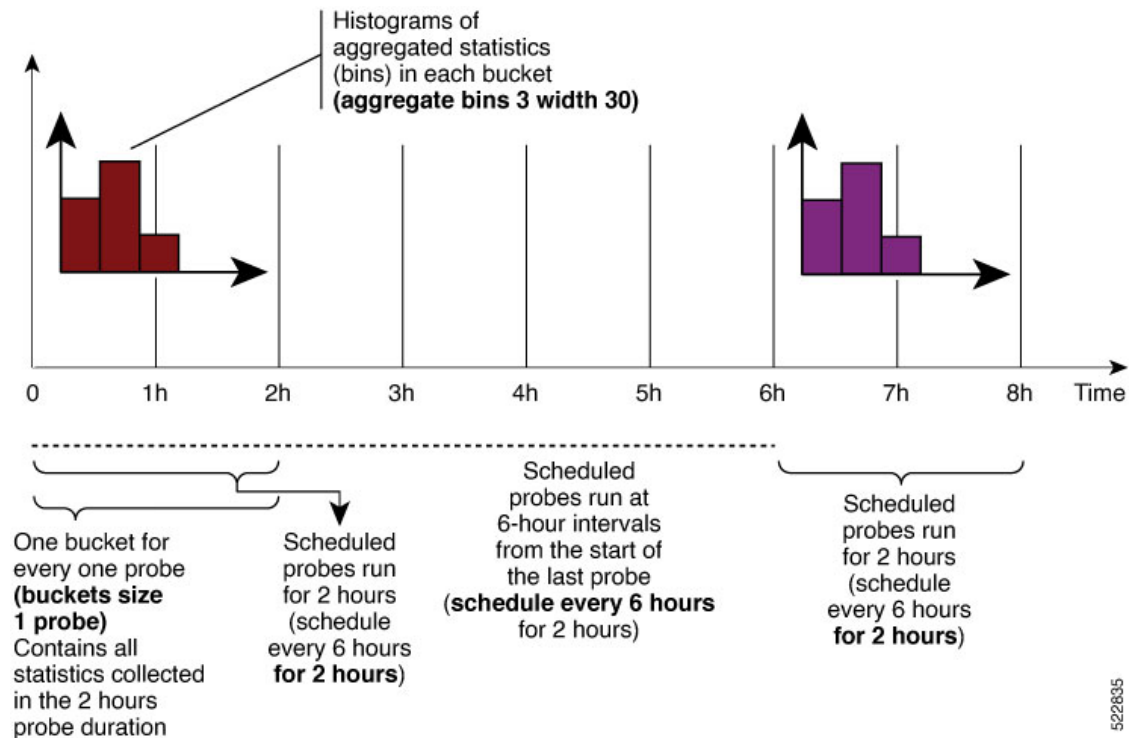 Histograms of
aggregated statistics
(bins) in each bucket
(aggregate bins 3 width 30)
0 1h 2h 3h 4h 5h 6h 7h 8h Time
One bucket for
every one probe
(buckets size
1 probe)
Contains all
statistics collected
in the 2 hours
probe duration
Scheduled
probes run
for 2 hours
(schedule
every 6 hours
for 2 hours)
Scheduled
probes run at
6-hour intervals
from the start of
the last probe
(schedule every 6 hours
for 2 hours)
Scheduled
probes run
for 2 hours
(schedule
every 6 hours
for 2 hours)
522835